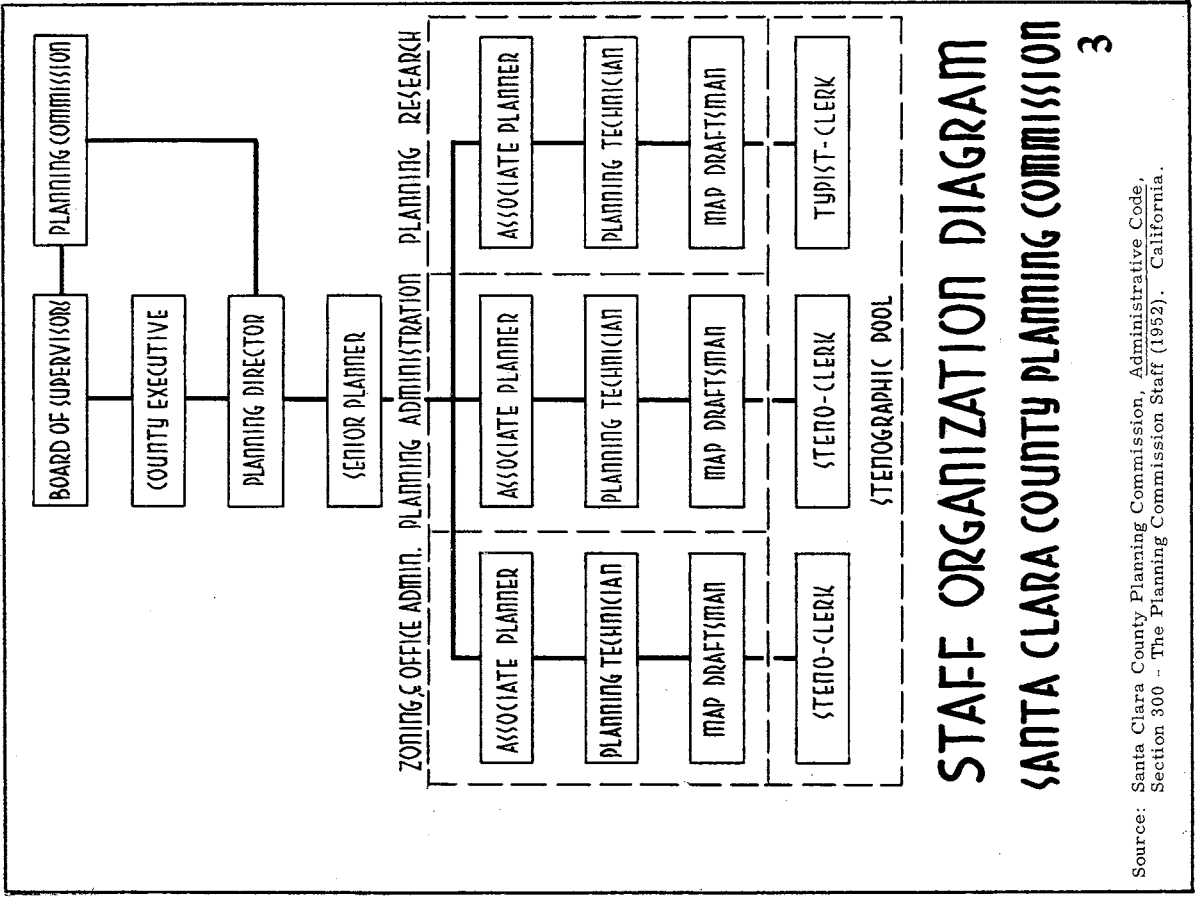 BOARD OF SUPERVISORS
PLANNING COMMISSION
COUNTY EXECUTIVE
PLANNING DIRECTOR
SENIOR PLANNER
ZONING, & OFFICE ADMIN.
PLANNING ADMINISTRATION
PLANNING RESEARCH
ASSOCIATE PLANNER
ASSOCIATE PLANNER
ASSOCIATE PLANNER
PLANNING TECHNICIAN
PLANNING TECHNICIAN
PLANNING TECHNICIAN
MAP DRAFTSMAN
MAP DRAFTSMAN
MAP DRAFTSMAN
STENO-CLERK
STENO-CLERK
TYPIST-CLERK
STENOGRAPHIC POOL
STAFF ORGANIZATION DIAGRAM
SANTA CLARA COUNTY PLANNING COMMISSION
3
Source: Santa Clara County Planning Commission, Administrative Code,
Section 300 - The Planning Commission Staff (1952). California.